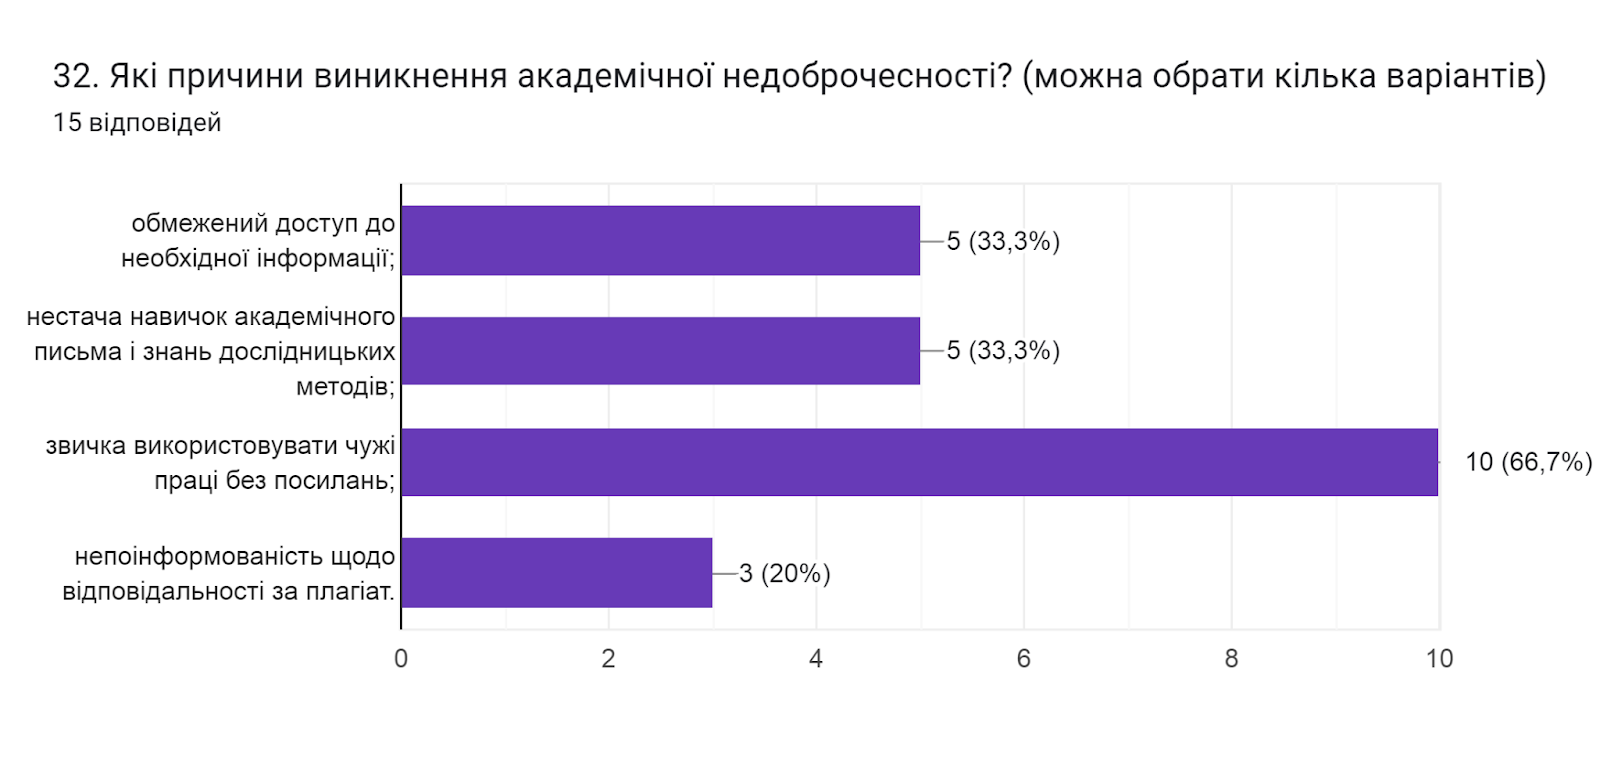 32. Які причини виникнення академічної недоброчесності? (можна обрати кілька варіантів)
15 відповідей
обмежений доступ до
необхідної інформації;
5 (33,3%)
нестача навичок академічного
письма і знань дослідницьких
методів;
5 (33,3%)
звичка використовувати чужі
праці без посилань;
10 (66,7%)
непоінформованість щодо
відповідальності за плагіат.
3 (20%)
0 2 4 6 8 10